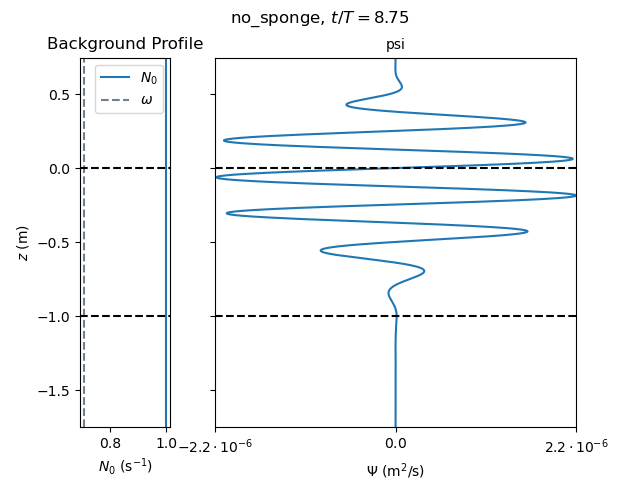 no_sponge, t/T = 8.75
Background Profile
psi
N₀
ω
0.5
0.0
−0.5
−1.0
−1.5
z (m)
0.8
1.0
N₀ (s⁻¹)
−2.2 · 10⁻⁶
0.0
2.2 · 10⁻⁶
Ψ (m²/s)